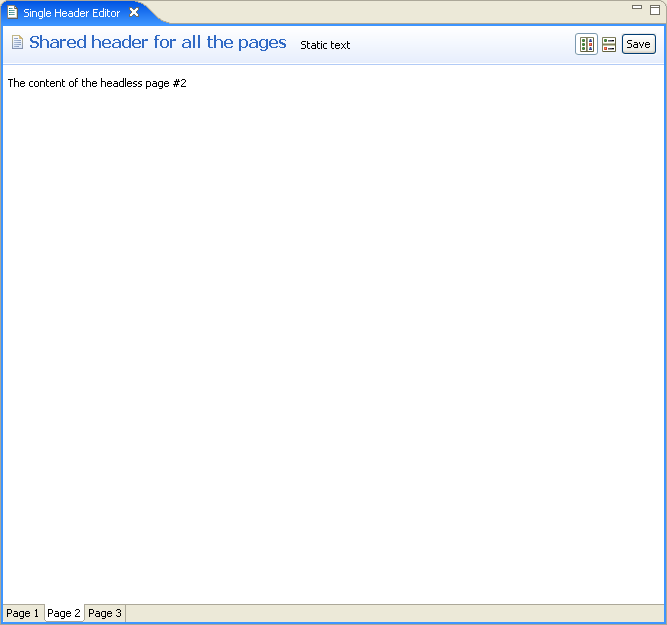 Single Header Editor
Shared header for all the pages Static text Save
The content of the headless page #2
Page 1 Page 2 Page 3